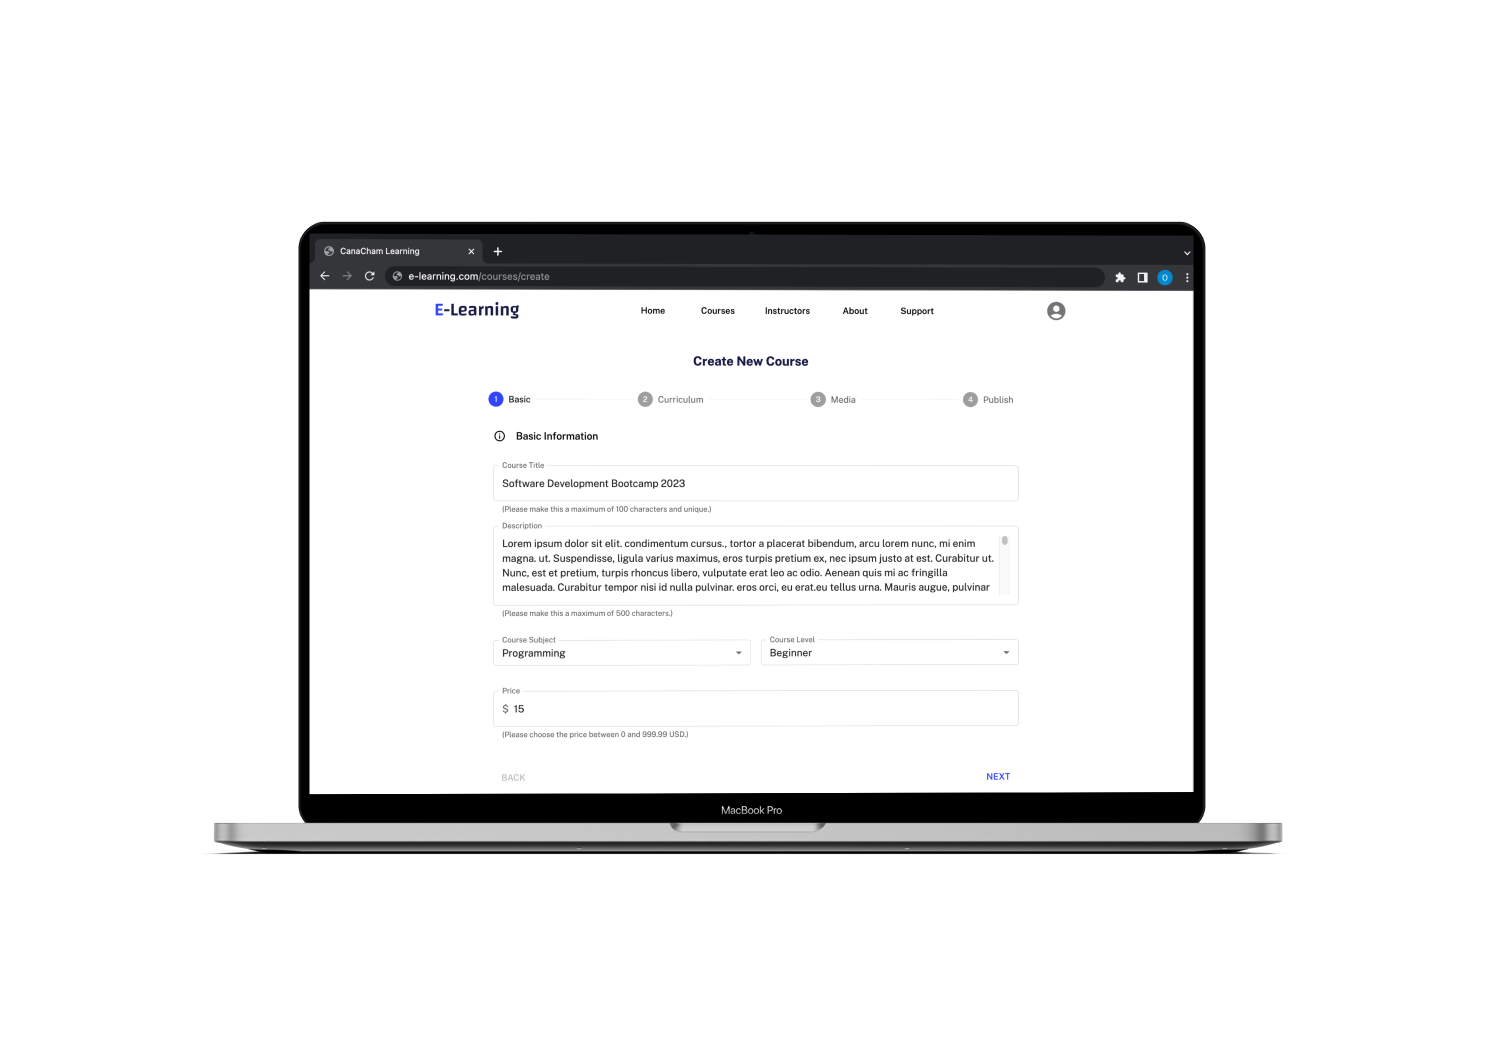 CanaCham Learning
e-learning.com/courses/create
O
E-Learning
Home Courses Instructors About Support
Create New Course
1 Basic 2 Curriculum 3 Media 4 Publish
Basic Information
Course Title
Software Development Bootcamp 2023
(Please make this a maximum of 100 characters and unique.)
Description
Lorem ipsum dolor sit elit. condimentum cursus., tortor a placerat bibendum, arcu lorem nunc, mi enim
magna. ut. Suspendisse, ligula varius maximus, eros turpis pretium ex, nec ipsum justo at est. Curabitur ut.
Nunc, est et pretium, turpis rhoncus libero, vulputate erat leo ac odio. Aenean quis mi ac fringilla
malesuada. Curabitur tempor nisi id nulla pulvinar. eros orci, eu erat.eu tellus urna. Mauris augue, pulvinar
(Please make this a maximum of 500 characters.)
Course Subject Course Level
Programming Beginner
Price
$ 15
(Please choose the price between 0 and 999.99 USD.)
BACK NEXT
MacBook Pro